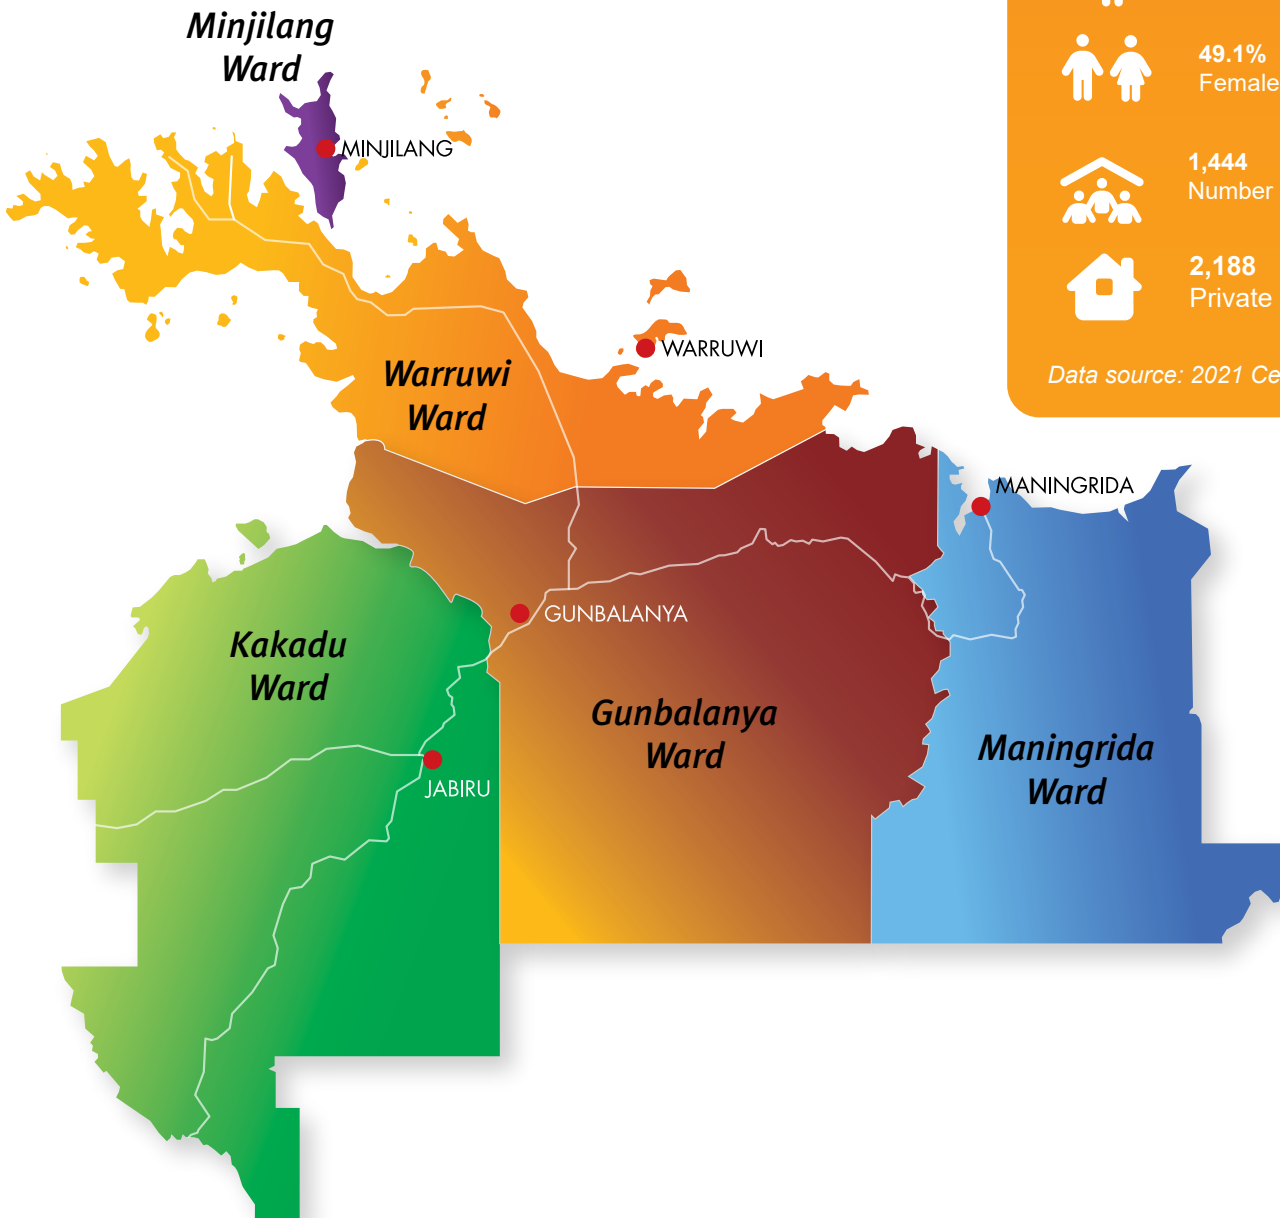 Minjilang
Ward
MINJILANG
49.1%
Female
1,444
Number
2,188
Private
Data source: 2021 Ce
WARRUWI
Warruwi
Ward
MANINGRIDA
GUNBALANYA
Kakadu
Ward
Gunbalanya
Ward
Maningrida
Ward
JABIRU